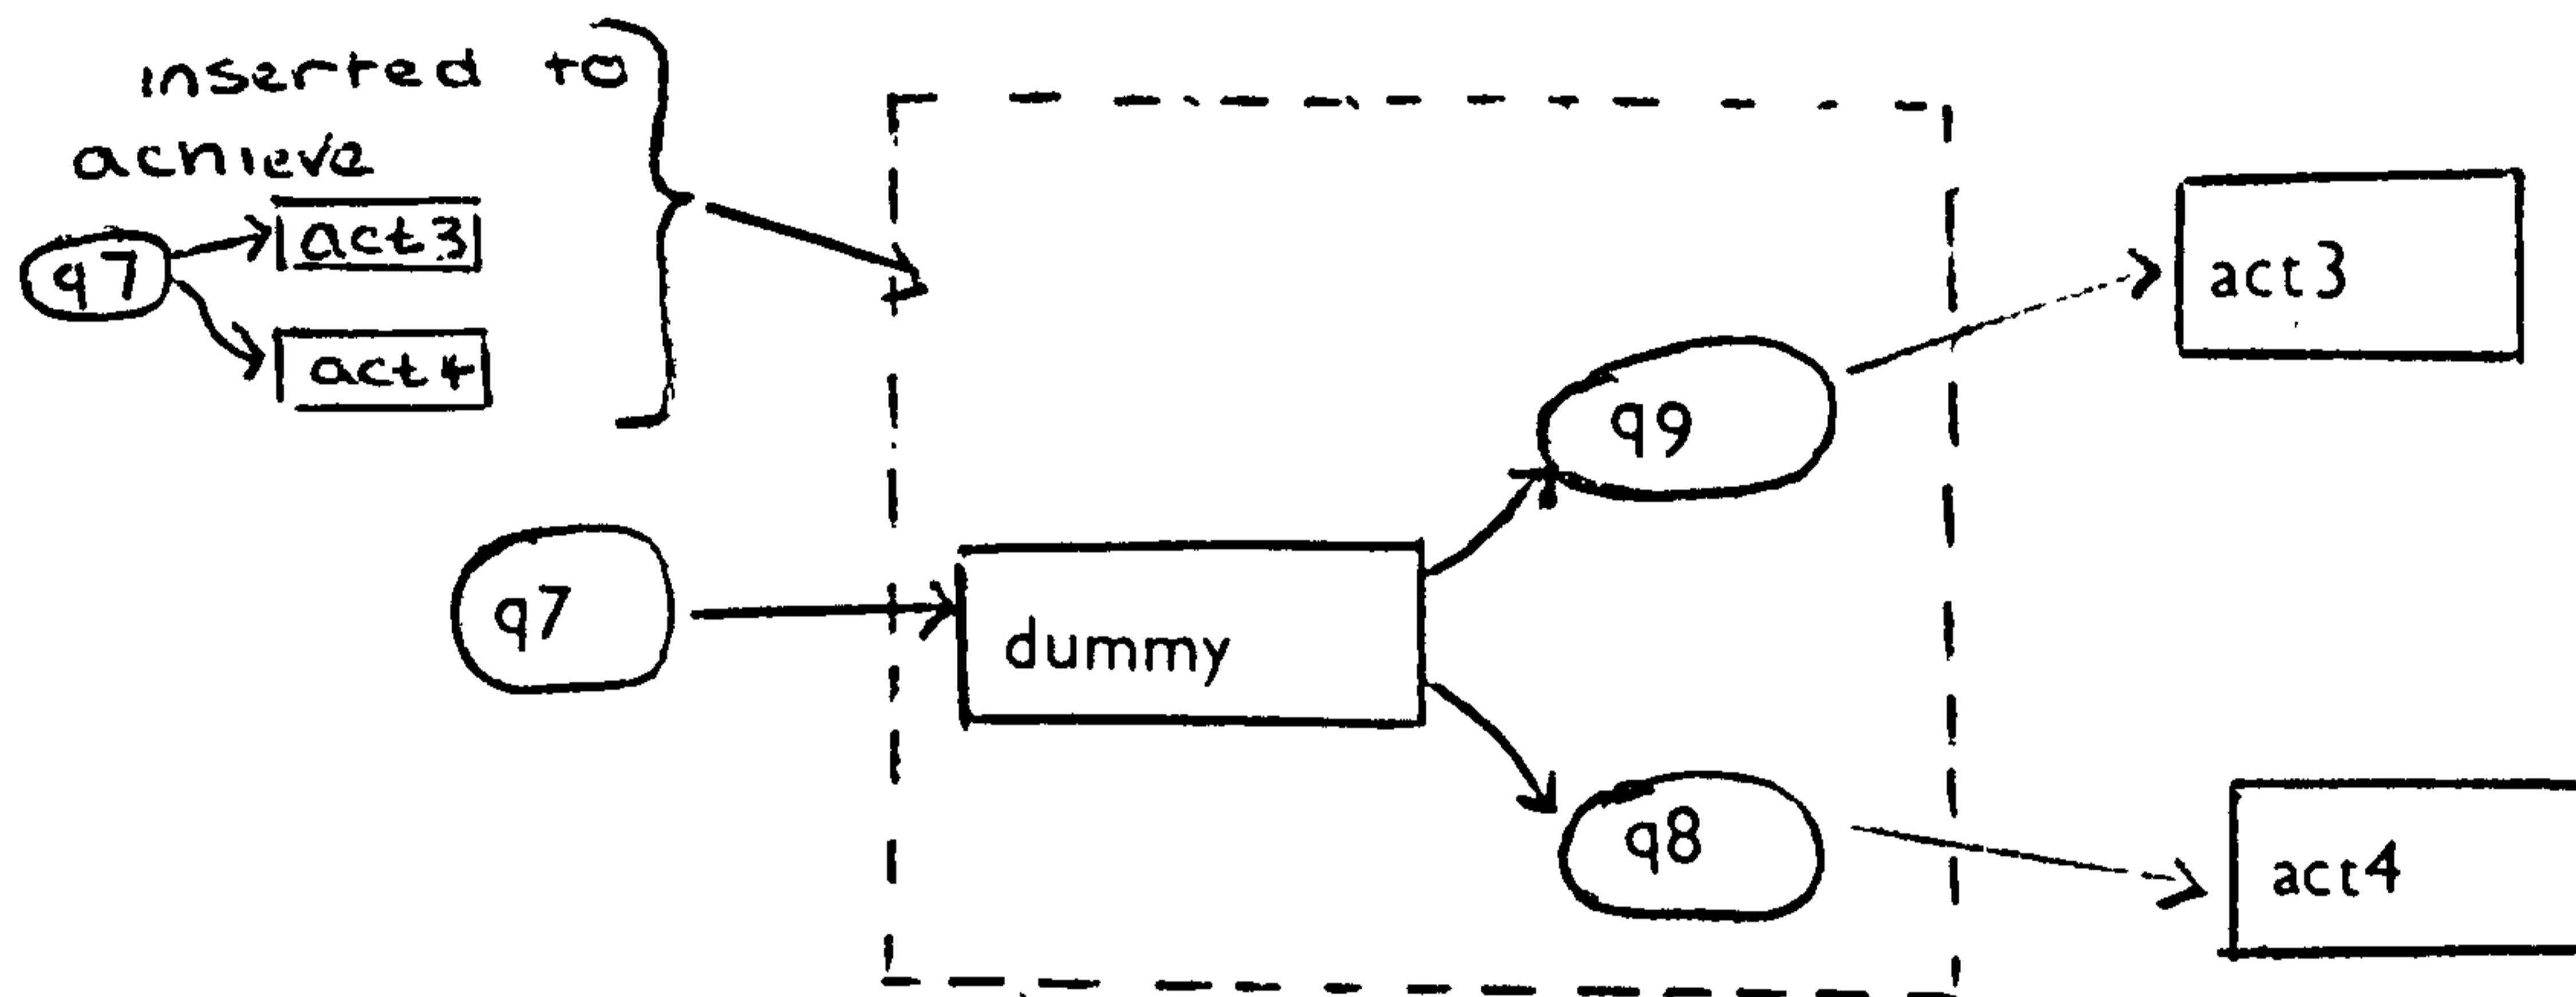 inserted to
achieve
q7
act3
act4
q7
dummy
q9
q8
act3
act4